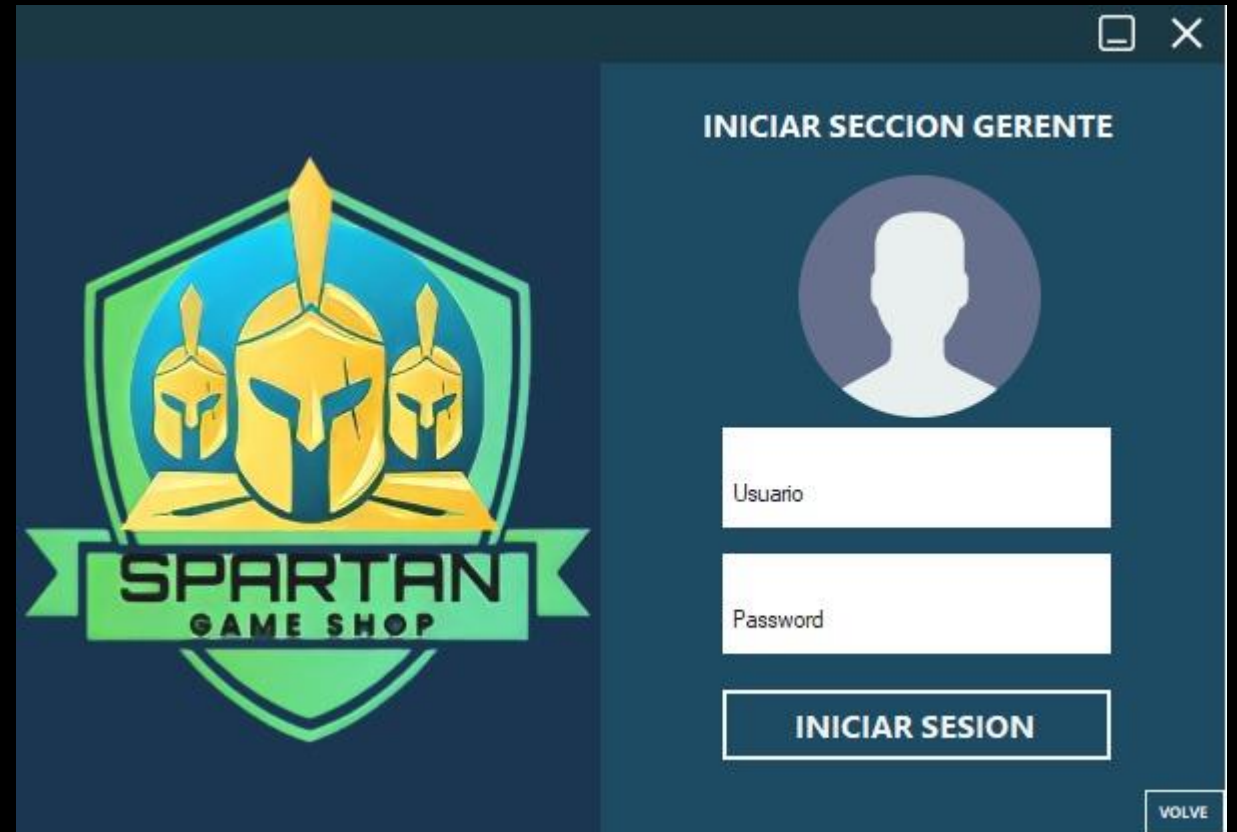 SPARTAN
GAME SHOP
INICIAR SECCION GERENTE
Usuario
Password
INICIAR SESION
VOLVE